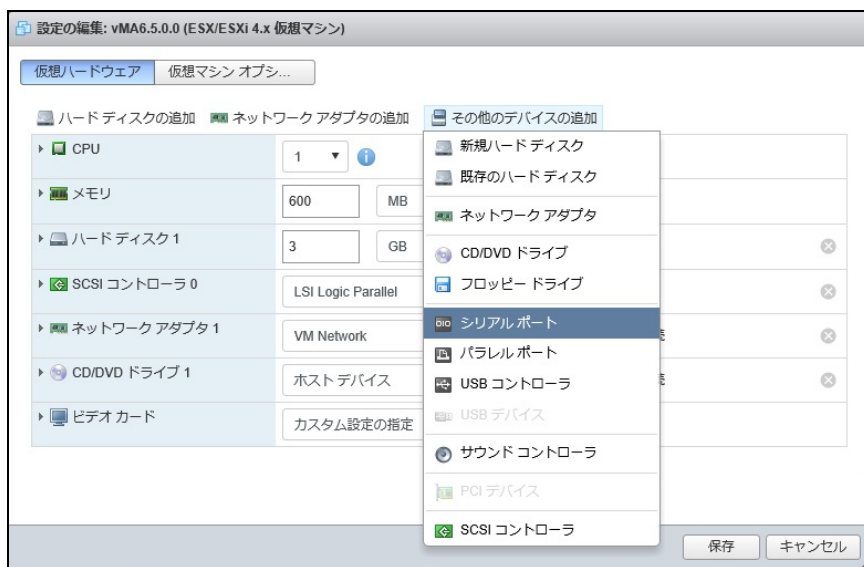 設定の編集: vMA6.5.0.0 (ESX/ESXi 4.x 仮想マシン)
仮想ハードウェア 仮想マシン オプシ...
ハード ディスクの追加 ネットワーク アダプタの追加 その他のデバイスの追加
CPU 1
メモリ 600 MB
ハード ディスク 1 3 GB
SCSI コントローラ 0 LSI Logic Parallel
ネットワーク アダプタ 1 VM Network
CD/DVD ドライブ 1 ホスト デバイス
ビデオ カード カスタム設定の指定
新規ハード ディスク
既存のハード ディスク
ネットワーク アダプタ
CD/DVD ドライブ
フロッピー ドライブ
シリアル ポート
パラレル ポート
USB コントローラ
USB デバイス
サウンド コントローラ
PCI デバイス
SCSI コントローラ
保存 キャンセル